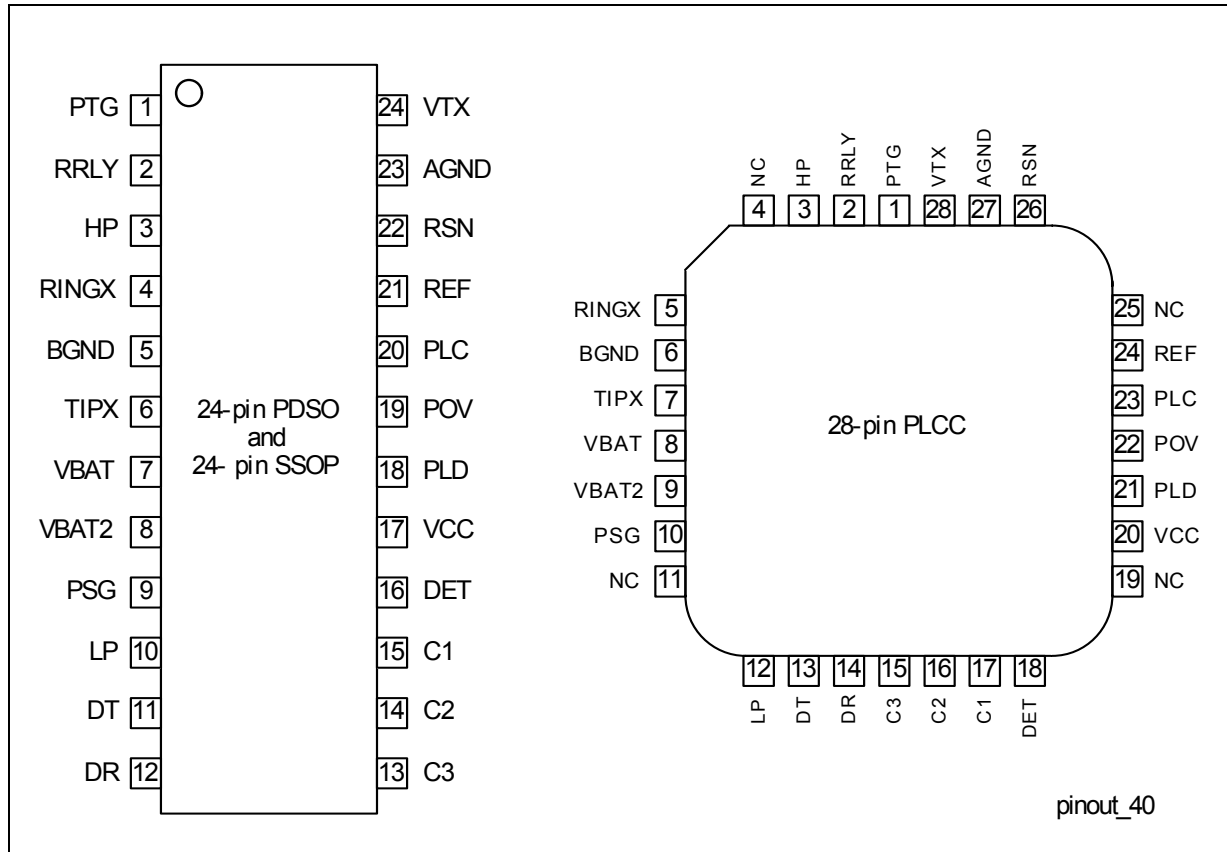 PTG 1
RRLY 2
HP 3
RINGX 4
BGND 5
TIPX 6
VBAT 7
VBAT2 8
PSG 9
LP 10
DT 11
DR 12
24 VTX
23 AGND
22 RSN
21 REF
20 PLC
19 POV
18 PLD
17 VCC
16 DET
15 C1
14 C2
13 C3
24-pin PDSO
and
24- pin SSOP
NC HP RRLY PTG VTX AGND RSN
4 3 2 1 28 27 26
RINGX 5
BGND 6
TIPX 7
VBAT 8
VBAT2 9
PSG 10
NC 11
25 NC
24 REF
23 PLC
22 POV
21 PLD
20 VCC
19 NC
28-pin PLCC
12 13 14 15 16 17 18
LP DT DR C3 C2 C1 DET
pinout_40